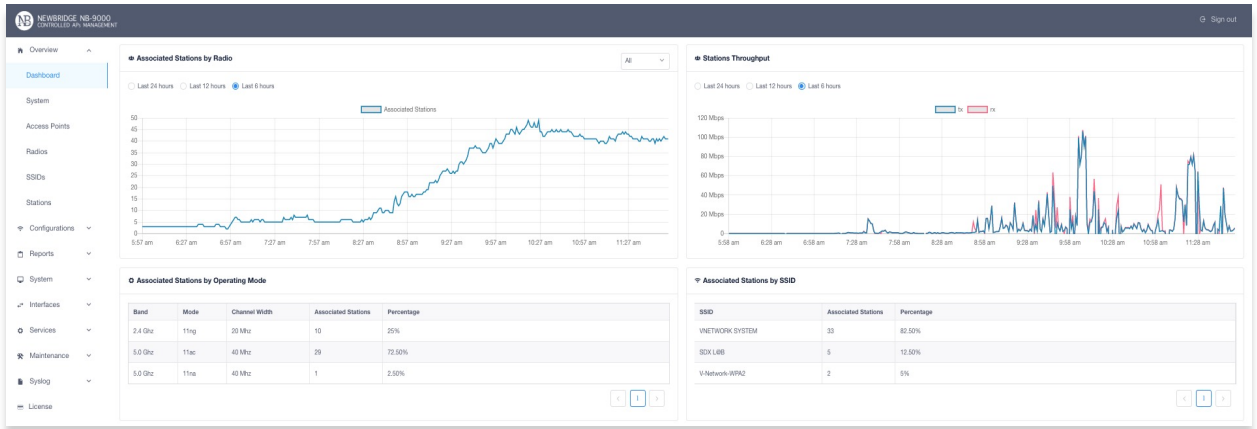 NB NEWBRIDGE NB-9000
CONTROLLED APs MANAGEMENT
Sign out
Overview
Dashboard
System
Access Points
Radios
SSIDs
Stations
Configurations
Reports
System
Interfaces
Services
Maintenance
Syslog
License
Associated Stations by Radio
All
Last 24 hours Last 12 hours Last 6 hours
Associated Stations
50
45
40
35
30
25
20
15
10
5
0
5:57 am 6:27 am 6:57 am 7:27 am 7:57 am 8:27 am 8:57 am 9:27 am 9:57 am 10:27 am 10:57 am 11:27 am
Stations Throughput
Last 24 hours Last 12 hours Last 6 hours
tx rx
120 Mbps
100 Mbps
80 Mbps
60 Mbps
40 Mbps
20 Mbps
0
5:58 am 6:28 am 6:58 am 7:28 am 7:58 am 8:28 am 8:58 am 9:28 am 9:58 am 10:28 am 10:58 am 11:28 am
Associated Stations by Operating Mode
Band Mode Channel Width Associated Stations Percentage
2.4 Ghz 11ng 20 Mhz 10 25%
5.0 Ghz 11ac 40 Mhz 29 72.50%
5.0 Ghz 11na 40 Mhz 1 2.50%
< 1 >
Associated Stations by SSID
SSID Associated Stations Percentage
VNETWORK SYSTEM 33 82.50%
SDX LØB 5 12.50%
V-Network-WPA2 2 5%
< 1 >